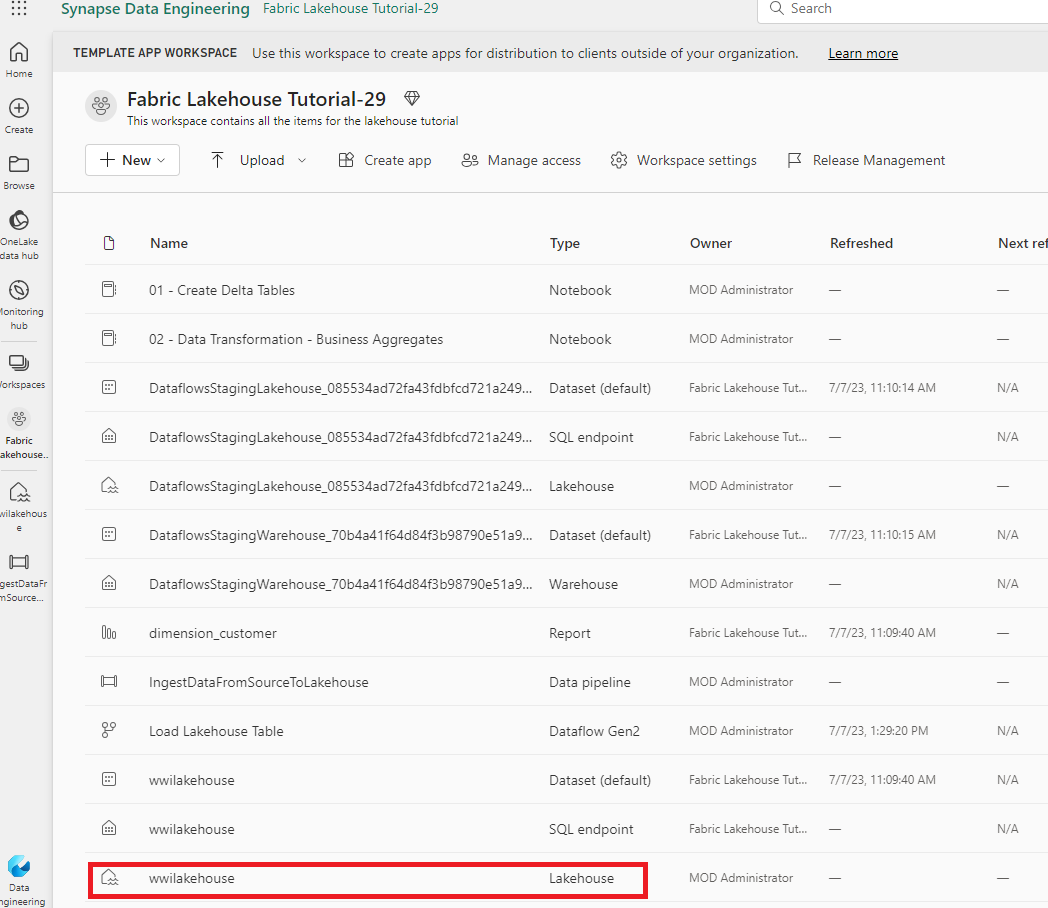 Synapse Data Engineering Fabric Lakehouse Tutorial-29 Search
TEMPLATE APP WORKSPACE Use this workspace to create apps for distribution to clients outside of your organization. Learn more
Fabric Lakehouse Tutorial-29
This workspace contains all the items for the lakehouse tutorial
New Upload Create app Manage access Workspace settings Release Management
Home
Create
Browse
OneLake
data hub
Monitoring
hub
orkspaces
Fabric
akehouse..
wilakehous
e
gestDataFr
mSource...
Data
ngineering
Name Type Owner Refreshed Next ref
01 - Create Delta Tables Notebook MOD Administrator — —
02 - Data Transformation - Business Aggregates Notebook MOD Administrator — —
DataflowsStagingLakehouse_085534ad72fa43fdbfcd721a249... Dataset (default) Fabric Lakehouse Tut... 7/7/23, 11:10:14 AM N/A
DataflowsStagingLakehouse_085534ad72fa43fdbfcd721a249... SQL endpoint Fabric Lakehouse Tut... — N/A
DataflowsStagingLakehouse_085534ad72fa43fdbfcd721a249... Lakehouse MOD Administrator — —
DataflowsStagingWarehouse_70b4a41f64d84f3b98790e51a9... Dataset (default) Fabric Lakehouse Tut... 7/7/23, 11:10:15 AM N/A
DataflowsStagingWarehouse_70b4a41f64d84f3b98790e51a9... Warehouse MOD Administrator — N/A
dimension_customer Report Fabric Lakehouse Tut... 7/7/23, 11:09:40 AM —
IngestDataFromSourceToLakehouse Data pipeline MOD Administrator — —
Load Lakehouse Table Dataflow Gen2 MOD Administrator 7/7/23, 1:29:20 PM N/A
wwilakehouse Dataset (default) Fabric Lakehouse Tut... 7/7/23, 11:09:40 AM N/A
wwilakehouse SQL endpoint Fabric Lakehouse Tut... — N/A
wwilakehouse Lakehouse MOD Administrator — —